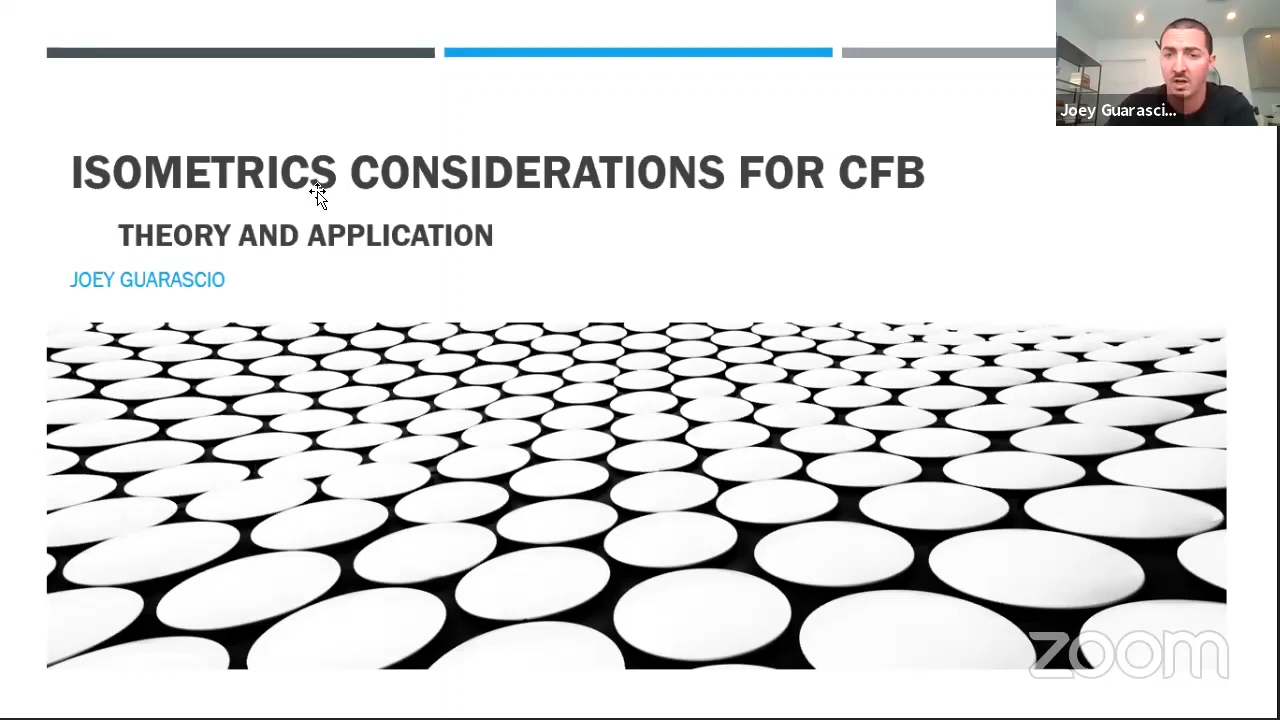 Joey Guarasci...
ISOMETRICS CONSIDERATIONS FOR CFB
THEORY AND APPLICATION
JOEY GUARASCIO
zoom